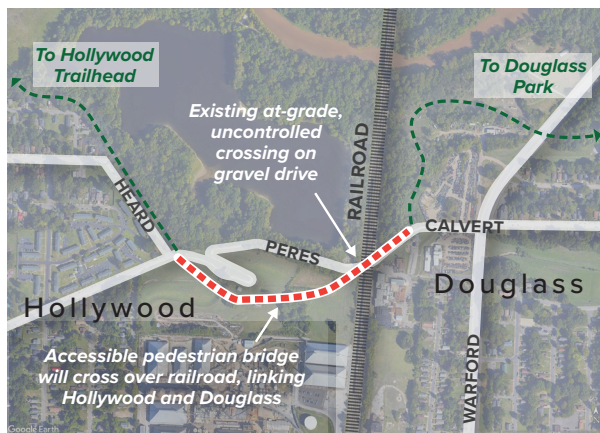 To Hollywood
Trailhead
To Douglass
Park
Existing at-grade,
uncontrolled
crossing on
gravel drive
RAILROAD
HEARD
PERES
CALVERT
Hollywood
Douglass
Accessible pedestrian bridge
will cross over railroad, linking
Hollywood and Douglass
WARFORD
Google Earth
N